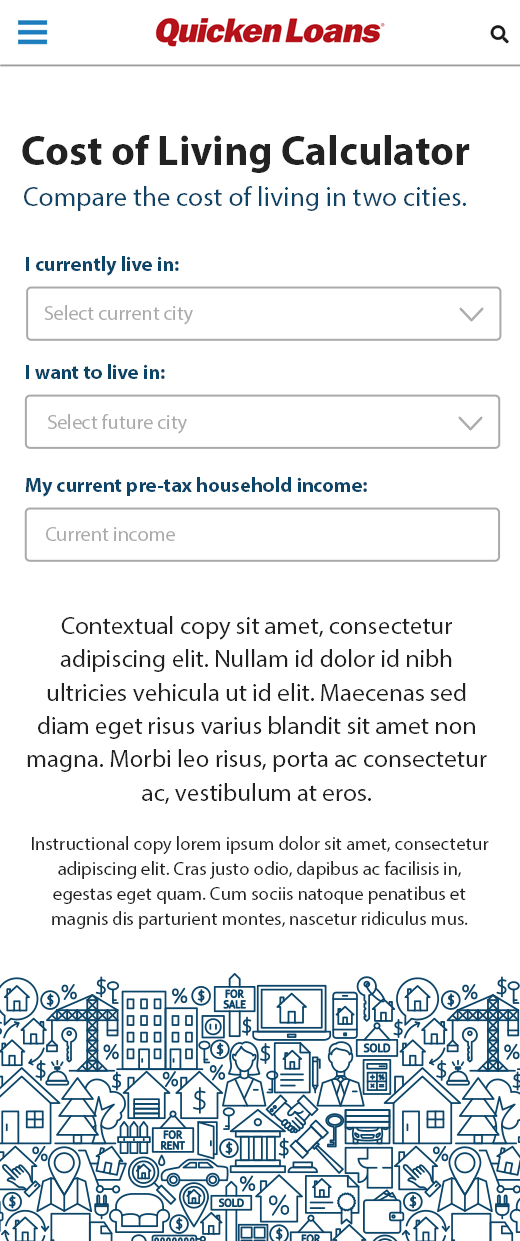 Quicken Loans
Cost of Living Calculator
Compare the cost of living in two cities.
I currently live in:
Select current city
I want to live in:
Select future city
My current pre-tax household income:
Current income
Contextual copy sit amet, consectetur
adipiscing elit. Nullam id dolor id nibh
ultricies vehicula ut id elit. Maecenas sed
diam eget risus varius blandit sit amet non
magna. Morbi leo risus, porta ac consectetur
ac, vestibulum at eros.
Instructional copy lorem ipsum dolor sit amet, consectetur
adipiscing elit. Cras justo odio, dapibus ac facilisis in,
egestas eget quam. Cum sociis natoque penatibus et
magnis dis parturient montes, nascetur ridiculus mus.
FOR
SALE
SOLD
FOR
RENT
SOLD
FOR